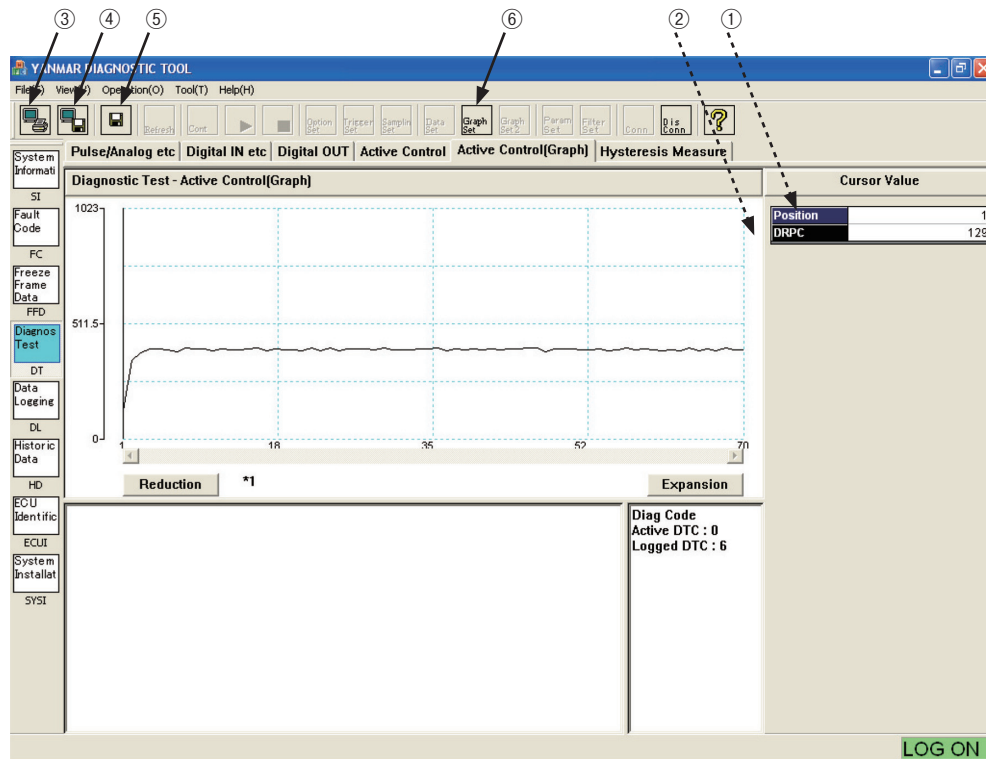 ③ ④ ⑤ ⑥ ② ①
YANMAR DIAGNOSTIC TOOL
Operation(O) Tool(T) Help(H)
Refresh Cont Option Set Trigger Set Samplin Set Data Set Graph Set Graph Set2 Param Set Filter Set Conn Dis Conn ?
Pulse/Analog etc Digital IN etc Digital OUT Active Control Active Control(Graph) Hysteresis Measure
System Informati
SI
Fault Code
FC
Freeze Frame Data
FFD
Diagnos Test
DT
Data Logging
DL
Historic Data
HD
ECU Identific
ECUI
System Installat
SYSI
Diagnostic Test - Active Control(Graph)
1023
511.5
0
1 18 35 52 70
Reduction *1 Expansion
Cursor Value
Position 1
DRPC 129
Diag Code
Active DTC : 0
Logged DTC : 6
LOG ON